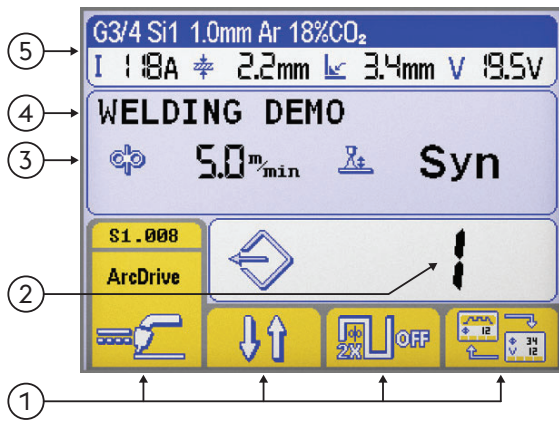 G3/4 Si1 1.0mm Ar 18%CO₂
5
I 118A 2.2mm 3.4mm V 19.5V
4
WELDING DEMO
3
5.0 m/min Syn
S1.008
ArcDrive
2
1
2X OFF 12 34 V 12
1